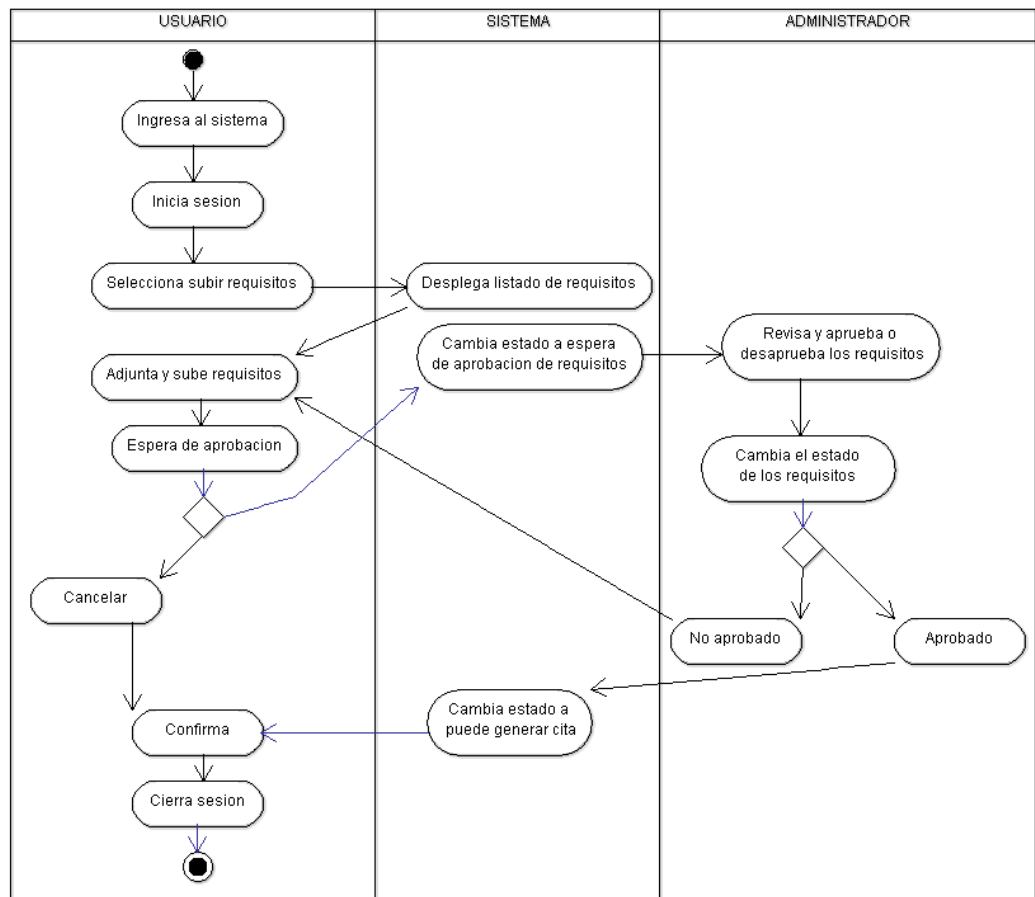 USUARIO
SISTEMA
ADMINISTRADOR
Ingresa al sistema
Inicia sesion
Selecciona subir requisitos
Desplega listado de requisitos
Cambia estado a espera
de aprobacion de requisitos
Revisa y aprueba o
desaprueba los requisitos
Adjunta y sube requisitos
Espera de aprobacion
Cambia el estado
de los requisitos
Cancelar
No aprobado
Aprobado
Cambia estado a
puede generar cita
Confirma
Cierra sesion